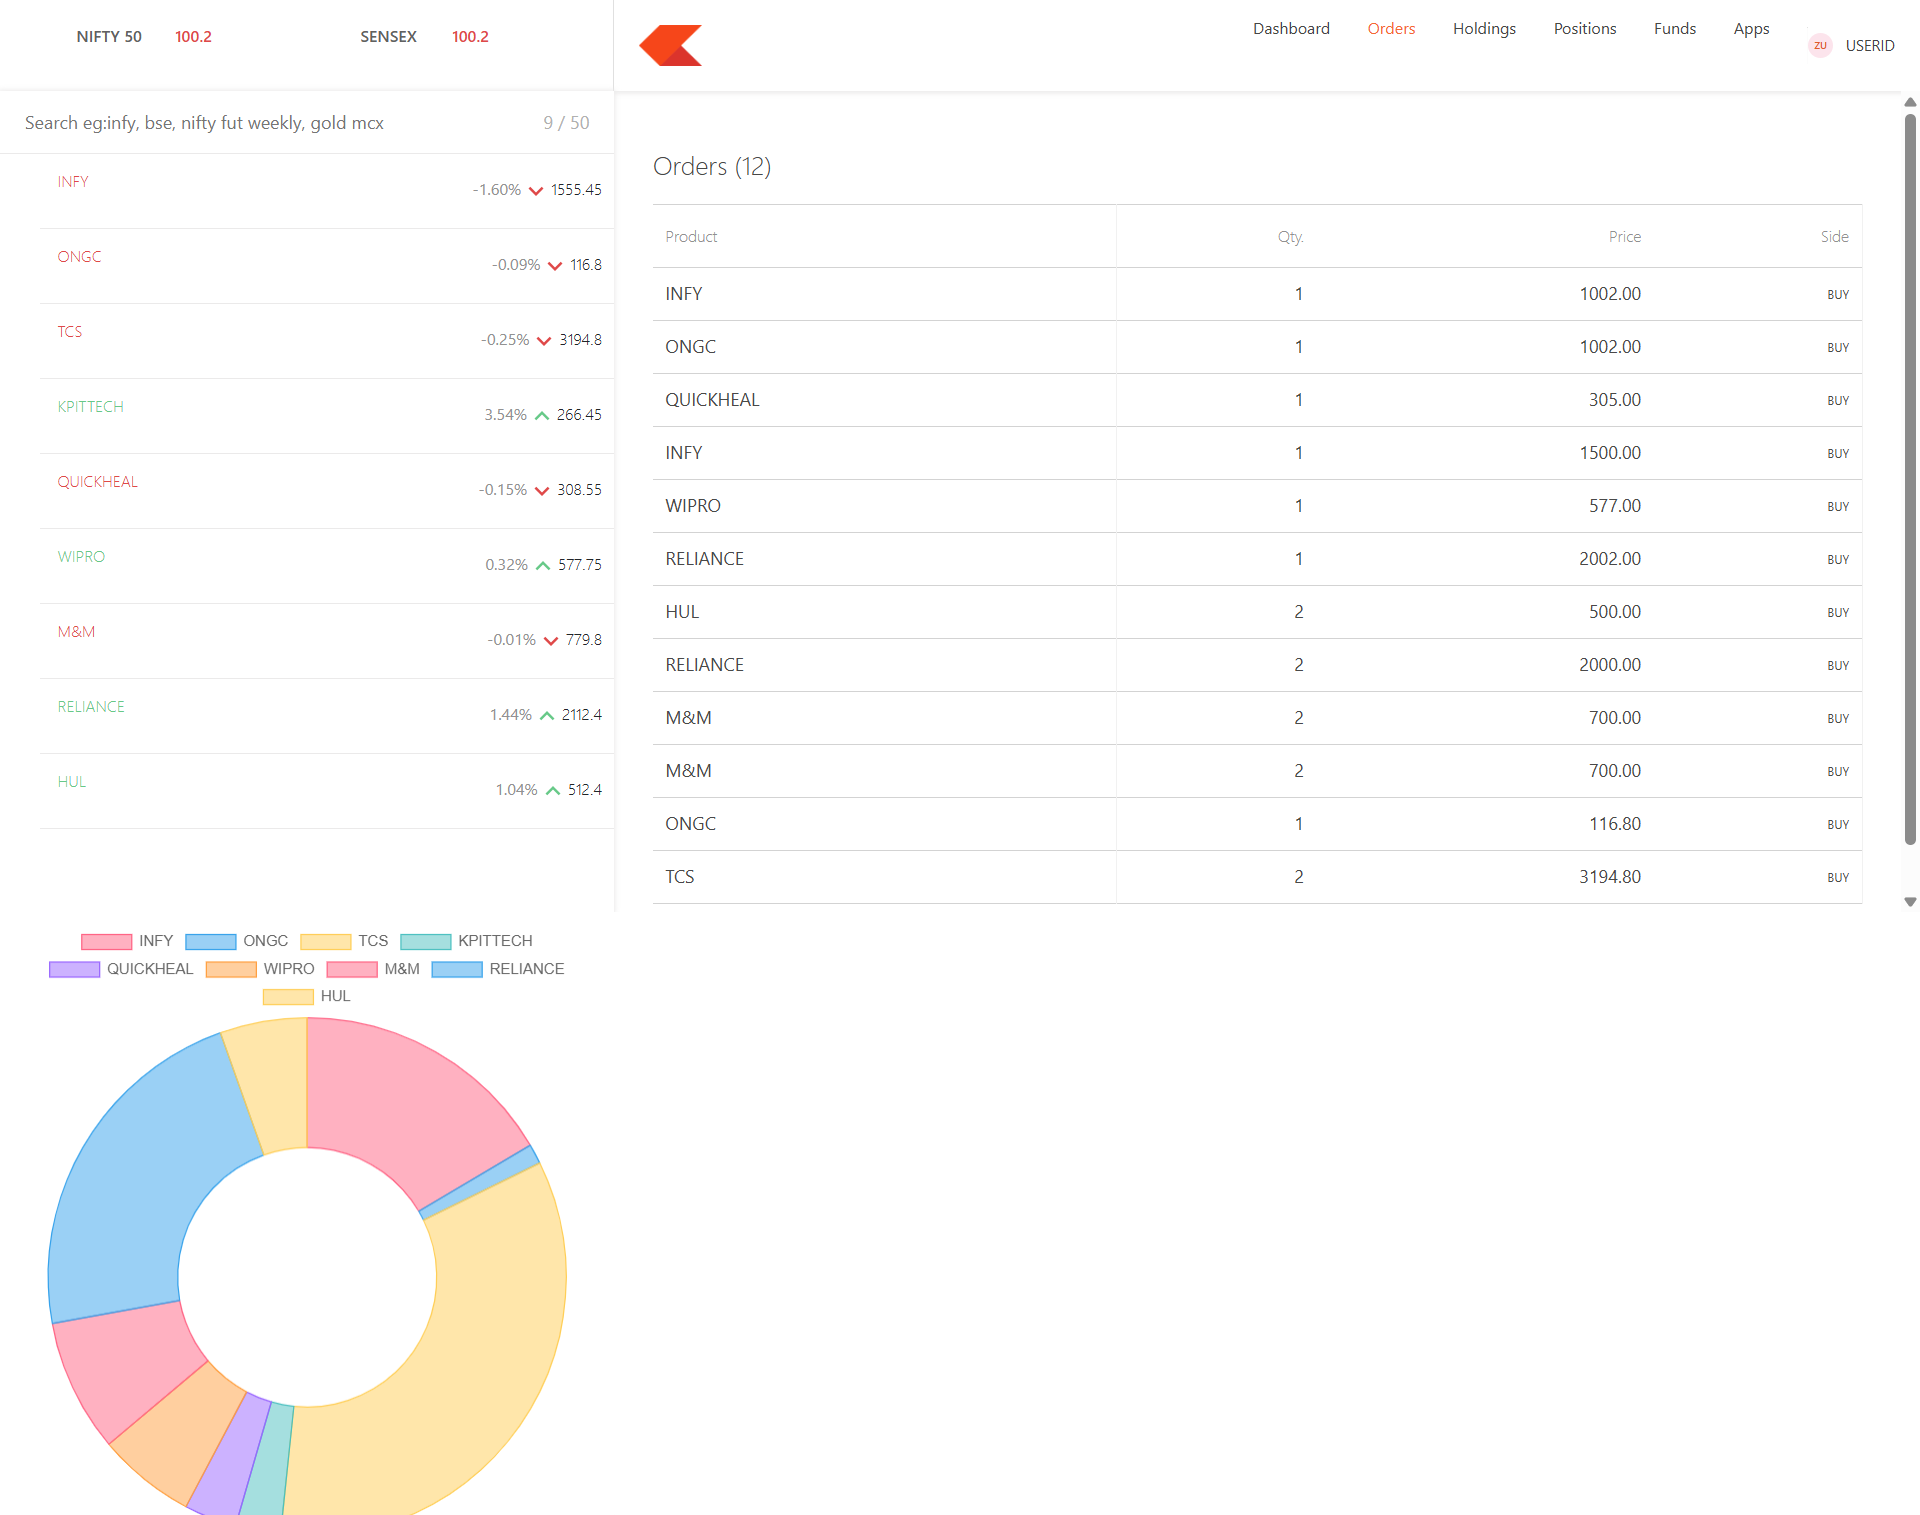 NIFTY 50 100.2 SENSEX 100.2
Dashboard Orders Holdings Positions Funds Apps ZU USERID
Search eg:infy, bse, nifty fut weekly, gold mcx 9 / 50
INFY -1.60% 1555.45
ONGC -0.09% 116.8
TCS -0.25% 3194.8
KPITTECH 3.54% 266.45
QUICKHEAL -0.15% 308.55
WIPRO 0.32% 577.75
M&M -0.01% 779.8
RELIANCE 1.44% 2112.4
HUL 1.04% 512.4
Orders (12)
Product Qty. Price Side
INFY 1 1002.00 BUY
ONGC 1 1002.00 BUY
QUICKHEAL 1 305.00 BUY
INFY 1 1500.00 BUY
WIPRO 1 577.00 BUY
RELIANCE 1 2002.00 BUY
HUL 2 500.00 BUY
RELIANCE 2 2000.00 BUY
M&M 2 700.00 BUY
M&M 2 700.00 BUY
ONGC 1 116.80 BUY
TCS 2 3194.80 BUY
INFY ONGC TCS KPITTECH
QUICKHEAL WIPRO M&M RELIANCE
HUL